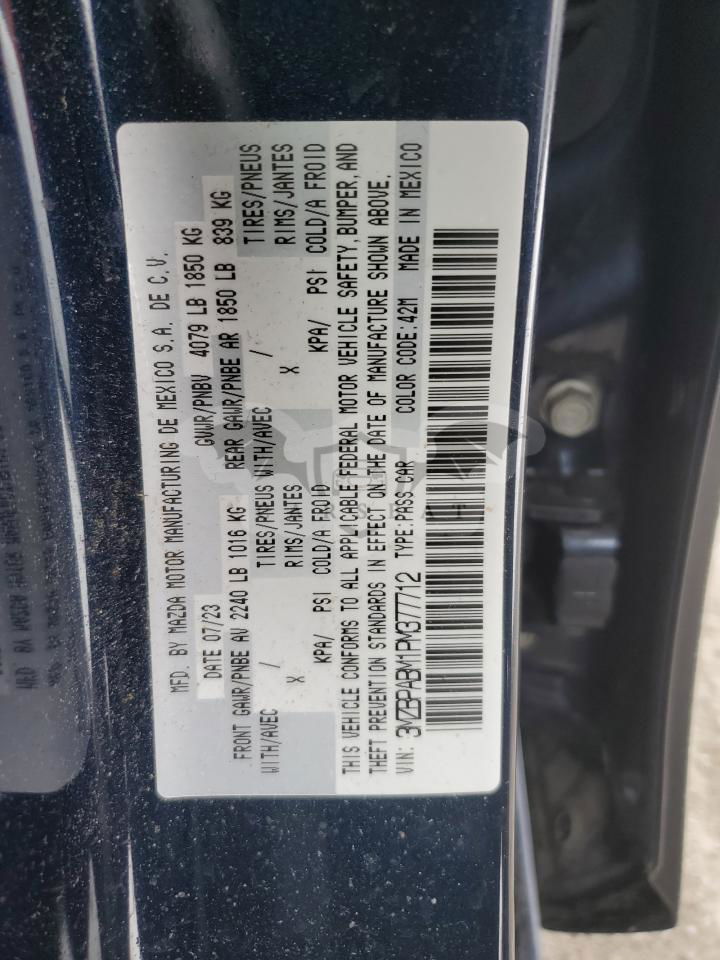 MFD. BY MAZDA MOTOR MANUFACTURING DE MEXICO S.A. DE C.V.
DATE 07/23 GVWR/PNBV 4079 LB 1850 KG
FRONT GAWR/PNBE AV 2240 LB 1016 KG REAR GAWR/PNBE AR 1850 LB 839 KG
WITH/AVEC / TIRES/PNEUS WITH/AVEC / TIRES/PNEUS
X RIMS/JANTES X RIMS/JANTES
KPA/ PSI COLD/A FROID KPA/ PSI COLD/A FROID
THIS VEHICLE CONFORMS TO ALL APPLICABLE FEDERAL MOTOR VEHICLE SAFETY, BUMPER, AND
THEFT PREVENTION STANDARDS IN EFFECT ON THE DATE OF MANUFACTURE SHOWN ABOVE.
VIN: 3MZBPABM1PM377712 TYPE: PASS CAR COLOR CODE: 42M MADE IN MEXICO